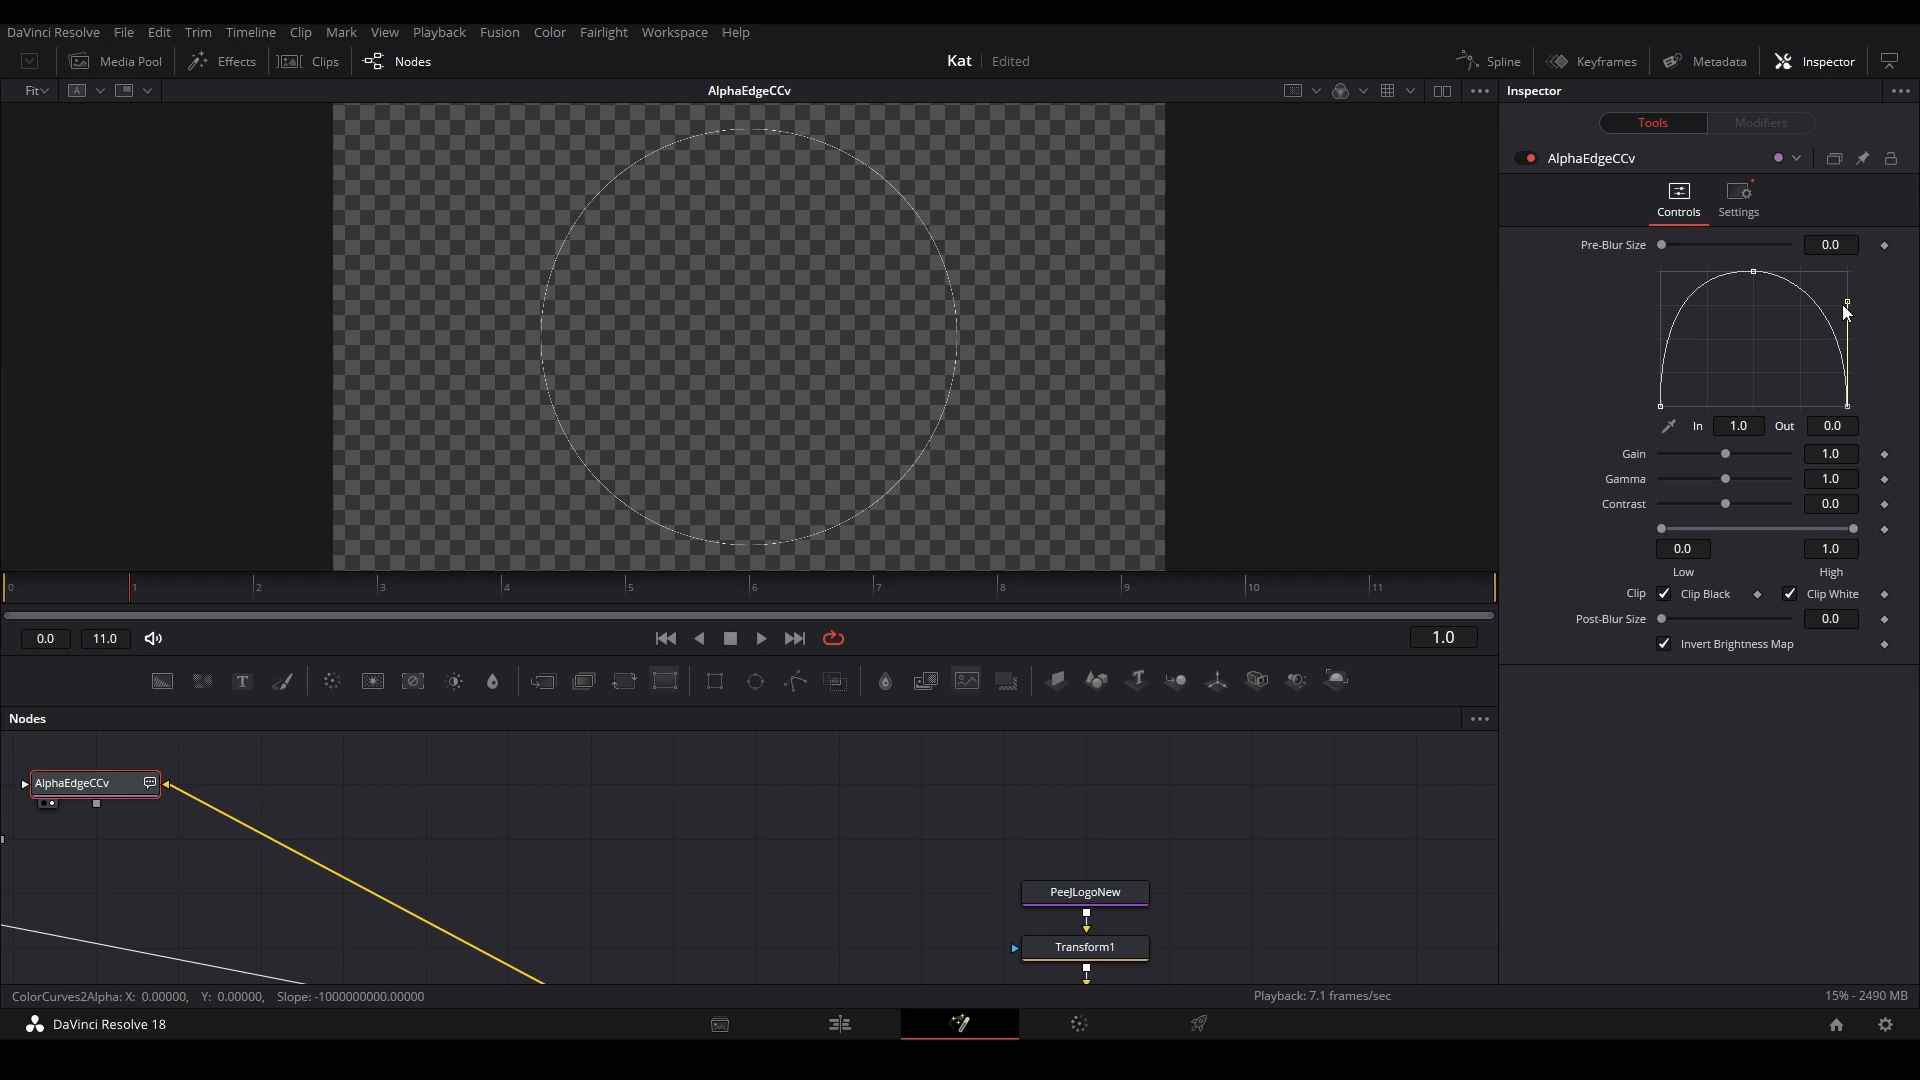 DaVinci Resolve File Edit Trim Timeline Clip Mark View Playback Fusion Color Fairlight Workspace Help
Media Pool Effects Clips Nodes Kat Edited Spline Keyframes Metadata Inspector
Fit A AlphaEdgeCCv Inspector
Tools Modifiers
AlphaEdgeCCv
Controls Settings
Pre-Blur Size 0.0
In 1.0 Out 0.0
Gain 1.0
Gamma 1.0
Contrast 0.0
0.0 1.0
Low High
Clip Clip Black Clip White
Post-Blur Size 0.0
Invert Brightness Map
0 1 2 3 4 5 6 7 8 9 10 11
0.0 11.0 1.0
T T
Nodes
AlphaEdgeCCv
PeeJLogoNew
Transform1
ColorCurves2Alpha: X: 0.00000, Y: 0.00000, Slope: -1000000000.00000 Playback: 7.1 frames/sec 15% - 2490 MB
DaVinci Resolve 18